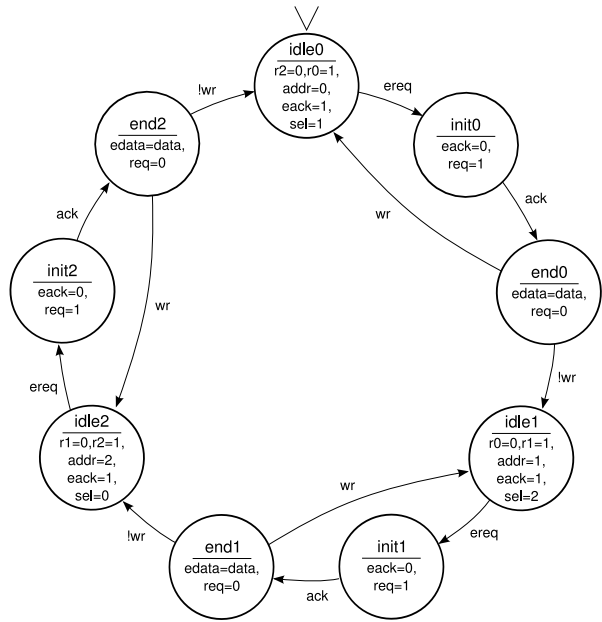 idle0
r2=0,r0=1,
addr=0,
eack=1,
sel=1
ereq
init0
eack=0,
req=1
ack
end0
edata=data,
req=0
wr
!wr
idle1
r0=0,r1=1,
addr=1,
eack=1,
sel=2
ereq
init1
eack=0,
req=1
ack
end1
edata=data,
req=0
wr
!wr
idle2
r1=0,r2=1,
addr=2,
eack=1,
sel=0
ereq
init2
eack=0,
req=1
ack
end2
edata=data,
req=0
wr
!wr